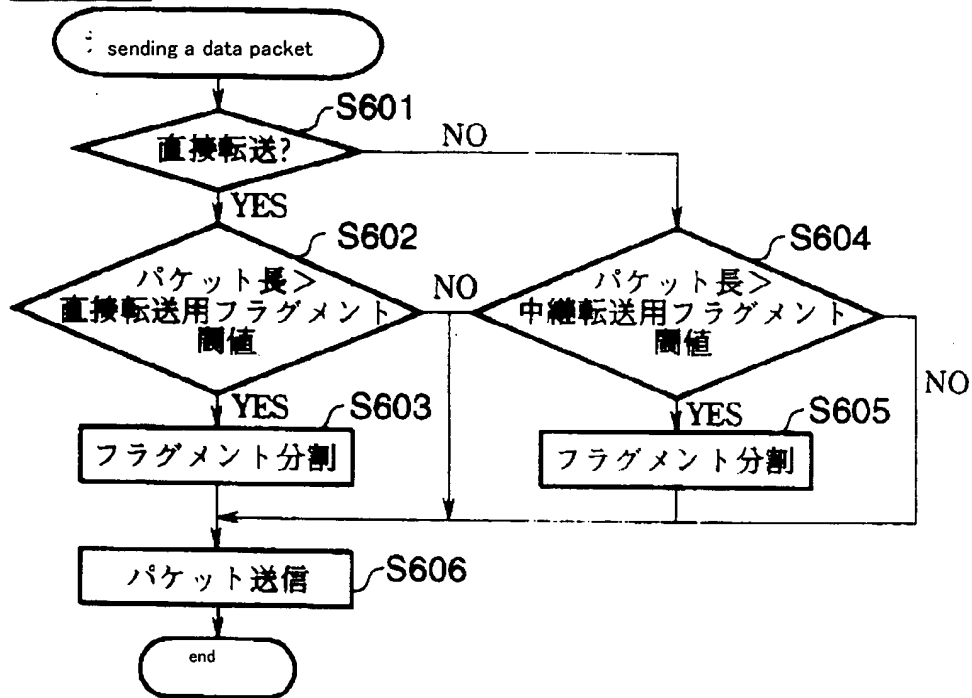 sending a data packet
S601
直接転送?
NO
YES
S602
パケット長>
直接転送用フラグメント
閾値
NO
S604
パケット長>
中継転送用フラグメント
閾値
NO
YES
S603
フラグメント分割
YES
S605
フラグメント分割
パケット送信
S606
end